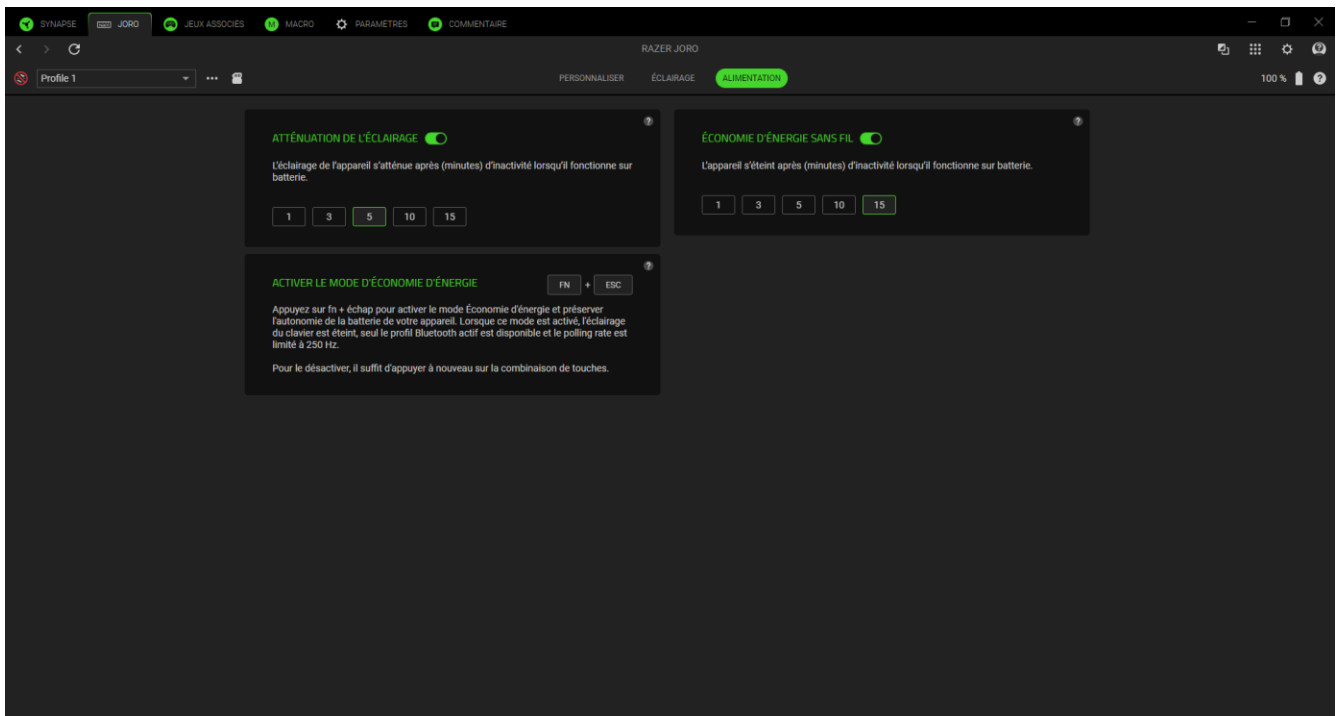 SYNAPSE JORO JEUX ASSOCIÉS MACRO PARAMÈTRES COMMENTAIRE
RAZER JORO
Profile 1 PERSONNALISER ÉCLAIRAGE ALIMENTATION 100 %
ATTÉNUATION DE L'ÉCLAIRAGE
L'éclairage de l'appareil s'atténue après (minutes) d'inactivité lorsqu'il fonctionne sur
batterie.
1 3 5 10 15
ÉCONOMIE D'ÉNERGIE SANS FIL
L'appareil s'éteint après (minutes) d'inactivité lorsqu'il fonctionne sur batterie.
1 3 5 10 15
ACTIVER LE MODE D'ÉCONOMIE D'ÉNERGIE FN + ESC
Appuyez sur fn + échap pour activer le mode Économie d'énergie et préserver
l'autonomie de la batterie de votre appareil. Lorsque ce mode est activé, l'éclairage
du clavier est éteint, seul le profil Bluetooth actif est disponible et le polling rate est
limité à 250 Hz.
Pour le désactiver, il suffit d'appuyer à nouveau sur la combinaison de touches.